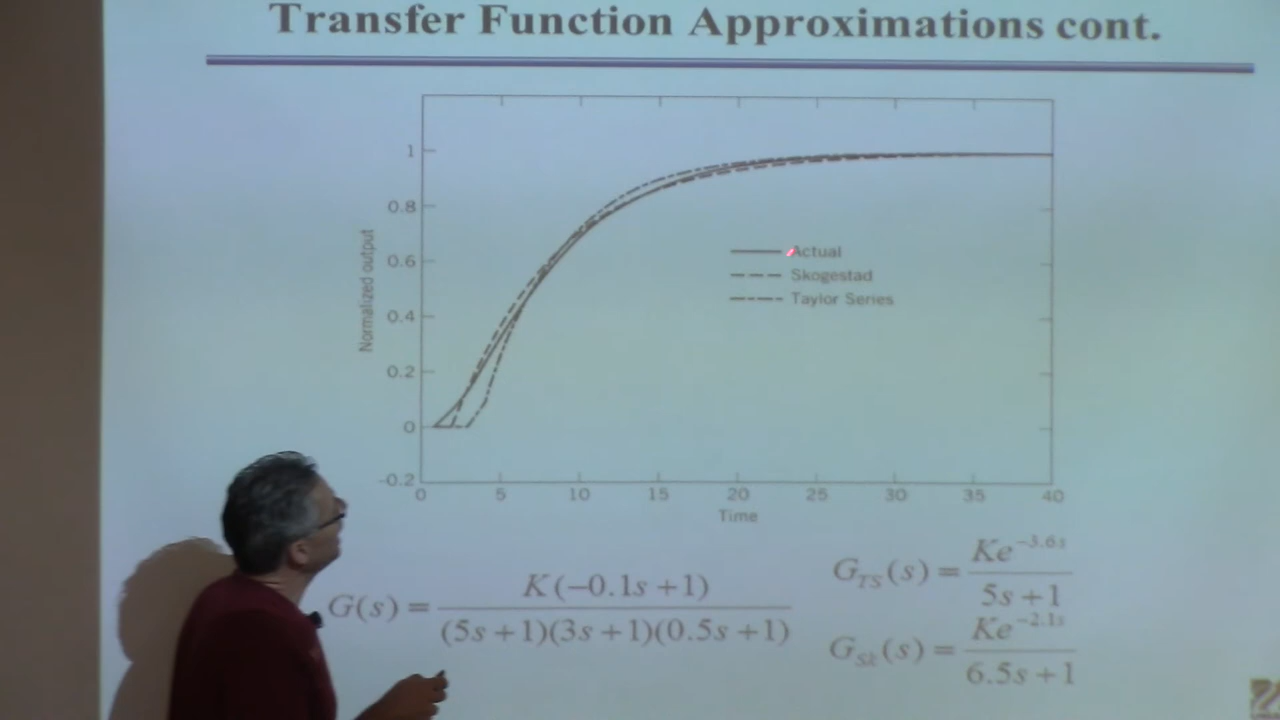 Transfer Function Approximations cont.
1
0.8
0.6
0.4
0.2
0
-0.2
Normalized output
Actual
Skogestad
Taylor Series
0 5 10 15 20 25 30 35 40
Time
G(s) = K(-0.1s + 1) / (5s + 1)(3s + 1)(0.5s + 1)
G_TS(s) = Ke^-3.6s / 5s + 1
G_Sk(s) = Ke^-2.1s / 6.5s + 1